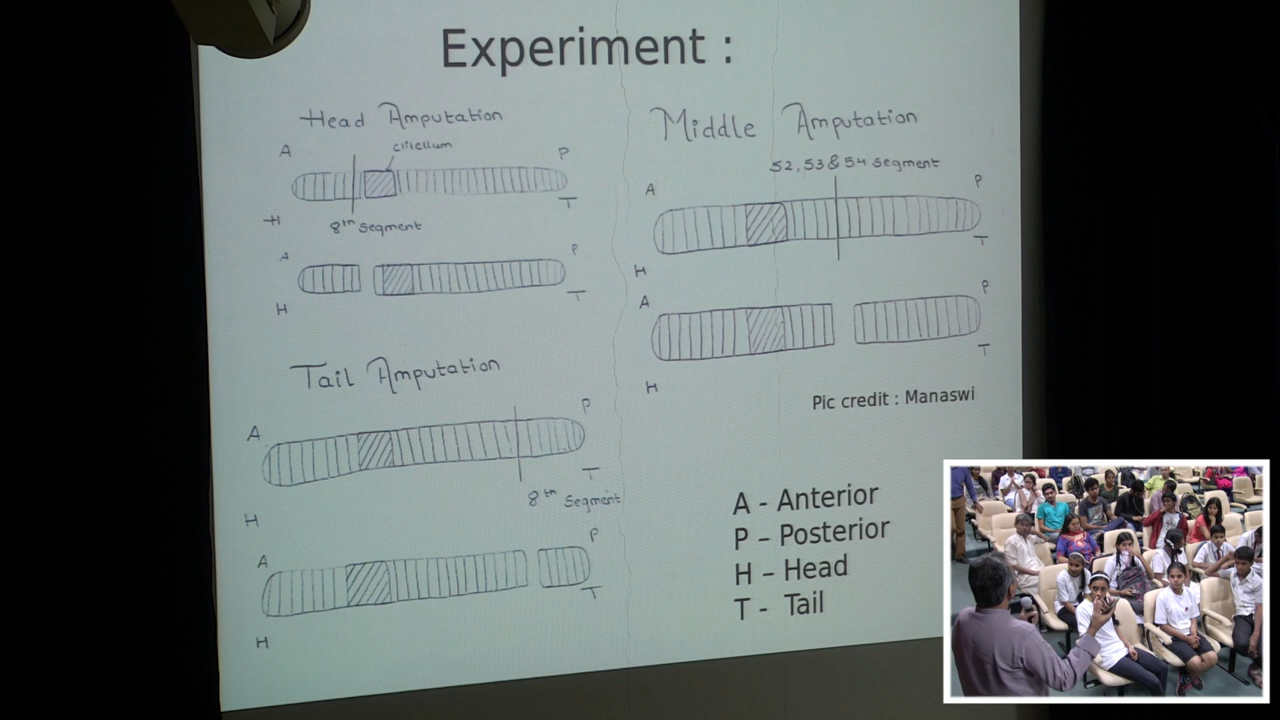 Experiment :
Head Amputation
clitellum
A
P
H
T
8th segment
A
P
H
T
Tail Amputation
A
P
H
T
8th Segment
A
P
H
T
Middle Amputation
52, 53 & 54 segment
A
P
H
T
A
P
H
T
Pic credit : Manaswi
A - Anterior
P – Posterior
H – Head
T - Tail